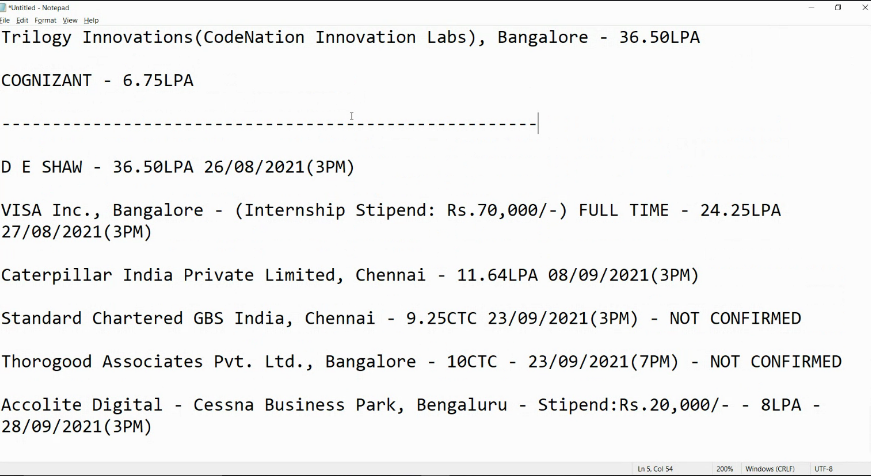 *Untitled - Notepad
File Edit Format View Help
Trilogy Innovations(CodeNation Innovation Labs), Bangalore - 36.50LPA
COGNIZANT - 6.75LPA
-----------------------------------------------------
D E SHAW - 36.50LPA 26/08/2021(3PM)
VISA Inc., Bangalore - (Internship Stipend: Rs.70,000/-) FULL TIME - 24.25LPA
27/08/2021(3PM)
Caterpillar India Private Limited, Chennai - 11.64LPA 08/09/2021(3PM)
Standard Chartered GBS India, Chennai - 9.25CTC 23/09/2021(3PM) - NOT CONFIRMED
Thorogood Associates Pvt. Ltd., Bangalore - 10CTC - 23/09/2021(7PM) - NOT CONFIRMED
Accolite Digital - Cessna Business Park, Bengaluru - Stipend:Rs.20,000/- - 8LPA -
28/09/2021(3PM)
Ln 5, Col 54 200% Windows (CRLF) UTF-8